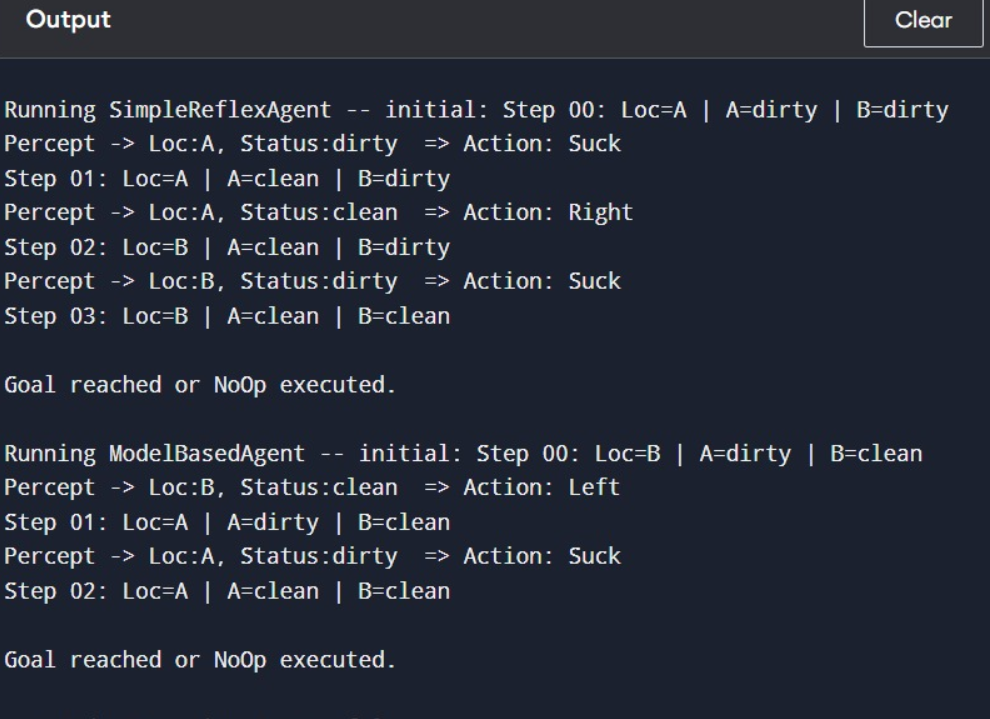 Output
Clear
Running SimpleReflexAgent -- initial: Step 00: Loc=A | A=dirty | B=dirty
Percept -> Loc:A, Status:dirty  => Action: Suck
Step 01: Loc=A | A=clean | B=dirty
Percept -> Loc:A, Status:clean  => Action: Right
Step 02: Loc=B | A=clean | B=dirty
Percept -> Loc:B, Status:dirty  => Action: Suck
Step 03: Loc=B | A=clean | B=clean
Goal reached or NoOp executed.
Running ModelBasedAgent -- initial: Step 00: Loc=B | A=dirty | B=clean
Percept -> Loc:B, Status:clean  => Action: Left
Step 01: Loc=A | A=dirty | B=clean
Percept -> Loc:A, Status:dirty  => Action: Suck
Step 02: Loc=A | A=clean | B=clean
Goal reached or NoOp executed.